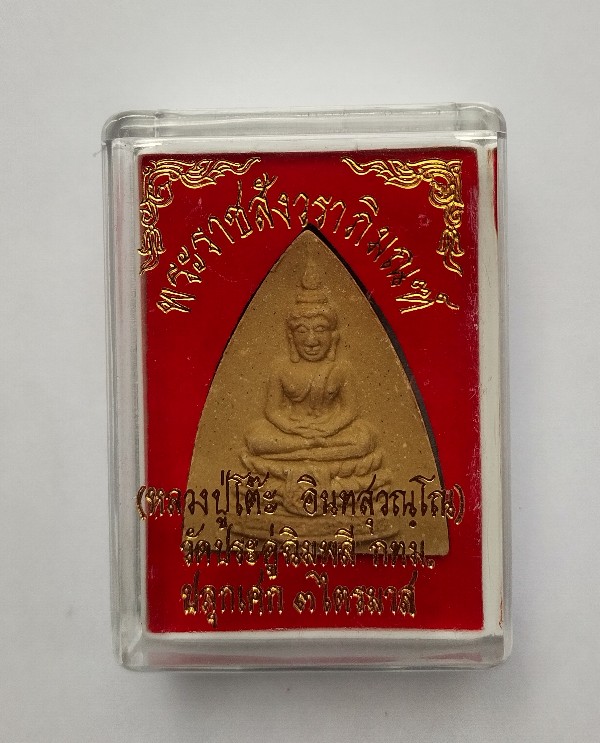 พระราชสังวราภิมณฑ์
(หลวงปู่โต๊ะ อินทสุวณฺโณ)
วัดประดู่ฉิมพลี กทม.
ปลุกเศก ๓ ไตรมาส